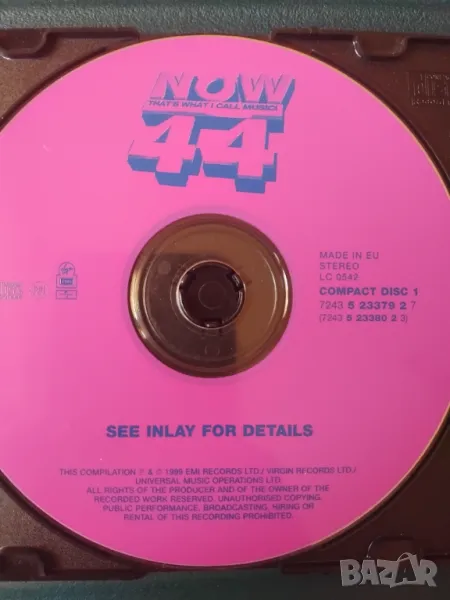 NOW
THAT'S WHAT I CALL MUSIC!
44
MADE IN EU
STEREO
LC 0542
COMPACT DISC 1
7243 5 23379 2 7
(7243 5 23380 2 3)
SEE INLAY FOR DETAILS
THIS COMPILATION ℗ & © 1999 EMI RECORDS LTD./ VIRGIN RECORDS LTD./
UNIVERSAL MUSIC OPERATIONS LTD.
ALL RIGHTS OF THE PRODUCER AND OF THE OWNER OF THE
RECORDED WORK RESERVED. UNAUTHORISED COPYING,
PUBLIC PERFORMANCE, BROADCASTING, HIRING OR
RENTAL OF THIS RECORDING PROHIBITED.
BAZAR